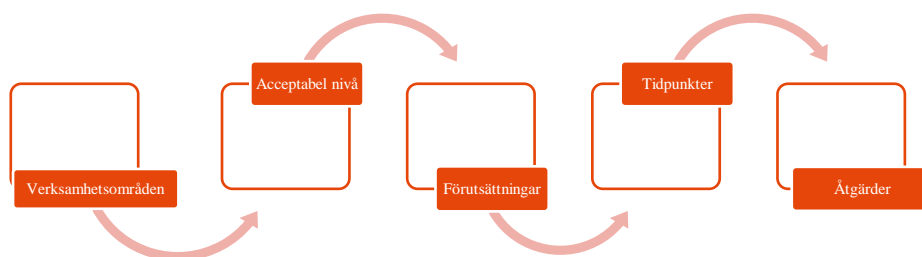 Verksamhetsområden
Acceptabel nivå
Förutsättningar
Tidpunkter
Åtgärder